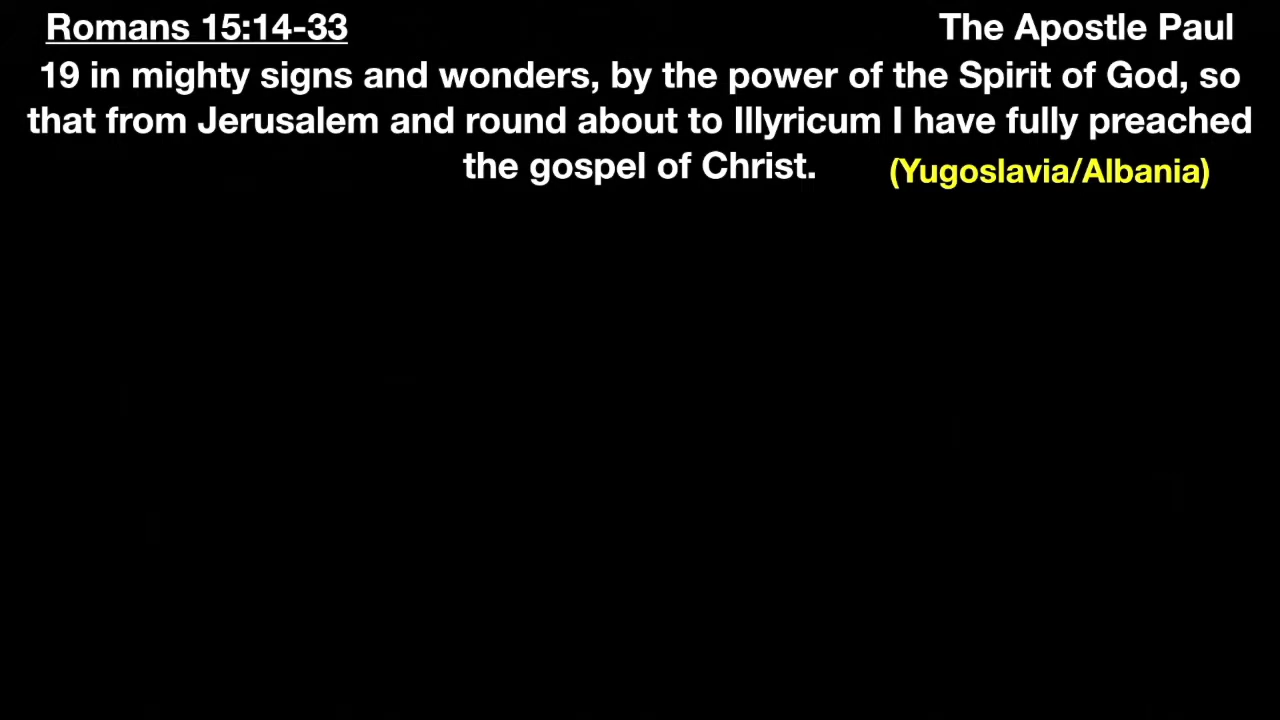 Romans 15:14-33
The Apostle Paul
19 in mighty signs and wonders, by the power of the Spirit of God, so
that from Jerusalem and round about to Illyricum I have fully preached
the gospel of Christ.
(Yugoslavia/Albania)